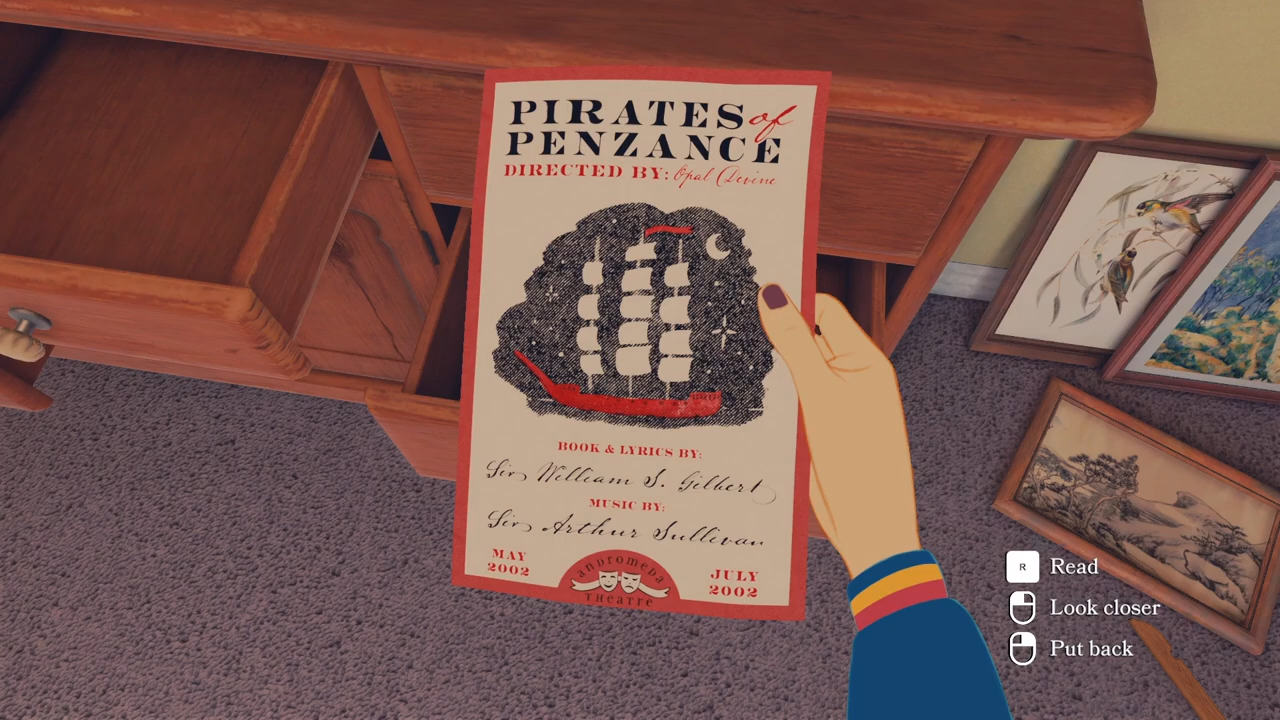 PIRATES of
PENZANCE
DIRECTED BY: Opal Devine
BOOK & LYRICS BY:
Sir William S. Gilbert
MUSIC BY:
Sir Arthur Sullivan
MAY
2002
andromeda
THEATRE
JULY
2002
R Read
Look closer
Put back